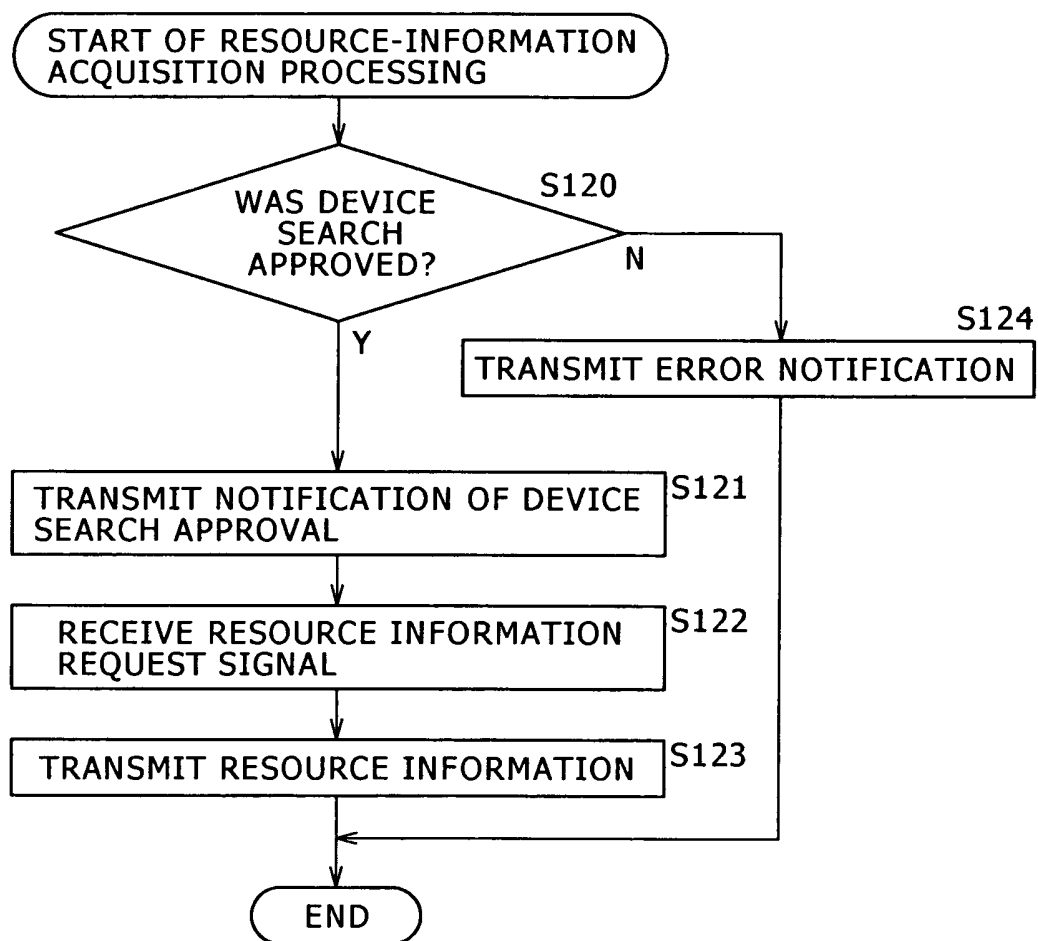 START OF RESOURCE-INFORMATION
ACQUISITION PROCESSING
S120
WAS DEVICE
SEARCH
APPROVED?
N
Y
S124
TRANSMIT ERROR NOTIFICATION
S121
TRANSMIT NOTIFICATION OF DEVICE
SEARCH APPROVAL
S122
RECEIVE RESOURCE INFORMATION
REQUEST SIGNAL
S123
TRANSMIT RESOURCE INFORMATION
END